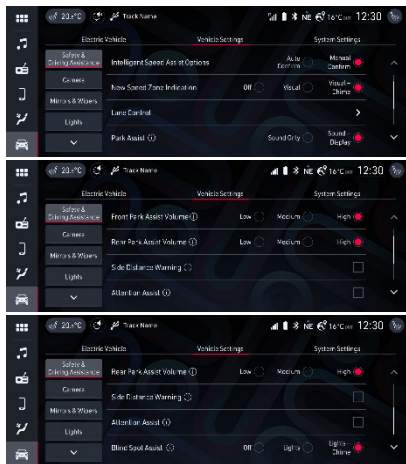 20.5°C
Track Name
NE
16°C
12:30
Electric
Vehicle
Vehicle Settings
System Settings
Safety &
Driving Assistance
Camera
Mirrors & Wipers
Lights
Intelligent Speed Assist Options
Auto
Confirm
Manual
Confirm
New Speed Zone Indication
Off
Visual
Visual –
Chime
Lane Control
Park Assist
Sound Only
Sound –
Display
20.5°C
Track Name
NE
16°C
12:30
Electric Vehicle
Vehicle Settings
System Settings
Safety &
Driving Assistance
Camera
Mirrors & Wipers
Lights
Front Park Assist Volume
Low
Medium
High
Rear Park Assist Volume
Low
Medium
High
Side Distance Warning
Attention Assist
20.5°C
Track Name
NE
16°C
12:30
Electric Vehicle
Vehicle Settings
System Settings
Safety &
Driving Assistance
Camera
Mirrors & Wipers
Lights
Rear Park Assist Volume
Low
Medium
High
Side Distance Warning
Attention Assist
Blind Spot Assist
Off
Lights
Lights –
Chime